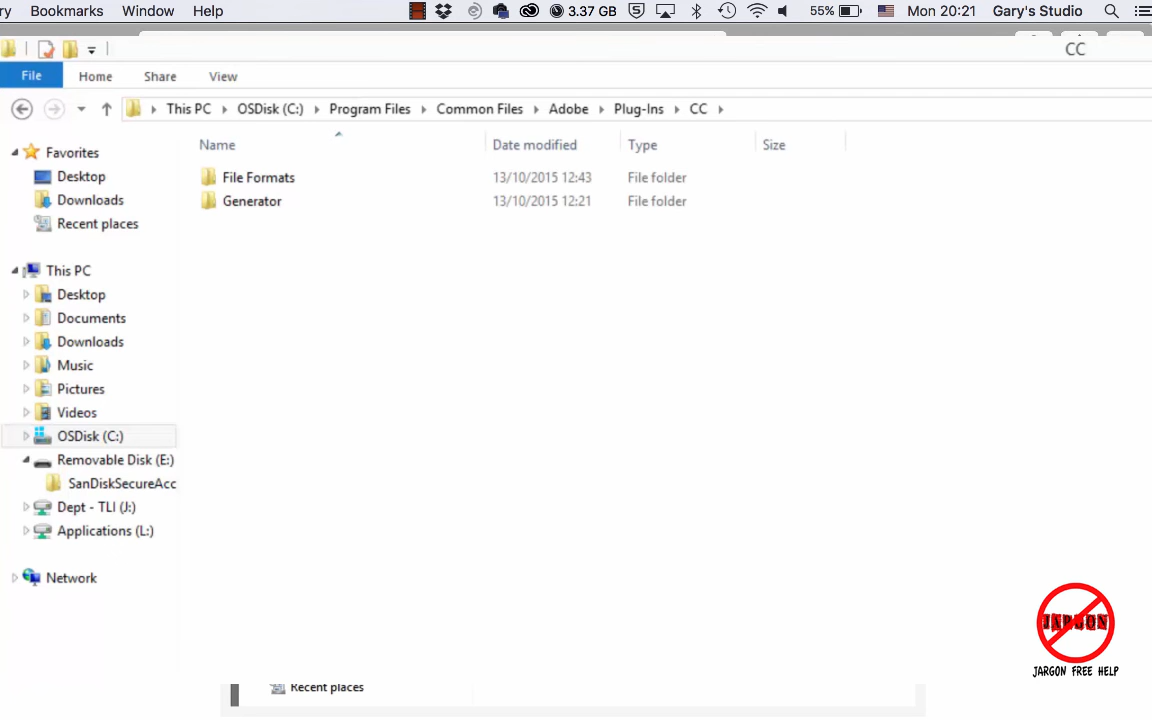 ry Bookmarks Window Help 3.37 GB 5 55% Mon 20:21 Gary's Studio
CC
File Home Share View
This PC OSDisk (C:) Program Files Common Files Adobe Plug-Ins CC
Name Date modified Type Size
Favorites
Desktop
Downloads
Recent places
This PC
Desktop
Documents
Downloads
Music
Pictures
Videos
OSDisk (C:)
Removable Disk (E:)
SanDiskSecureAcc
Dept - TLI (J:)
Applications (L:)
Network
File Formats 13/10/2015 12:43 File folder
Generator 13/10/2015 12:21 File folder
JARGON
JARGON FREE HELP
Recent places